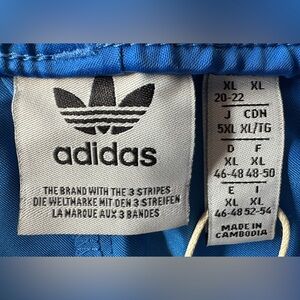 adidas
THE BRAND WITH THE 3 STRIPES
DIE WELTMARKE MIT DEN 3 STREIFEN
LA MARQUE AUX 3 BANDES
XL XL
20-22
J CDN
5XL XL/TG
D F
XL XL
46-48 48-50
E I
XL XL
46-48 52-54
MADE IN
CAMBODIA